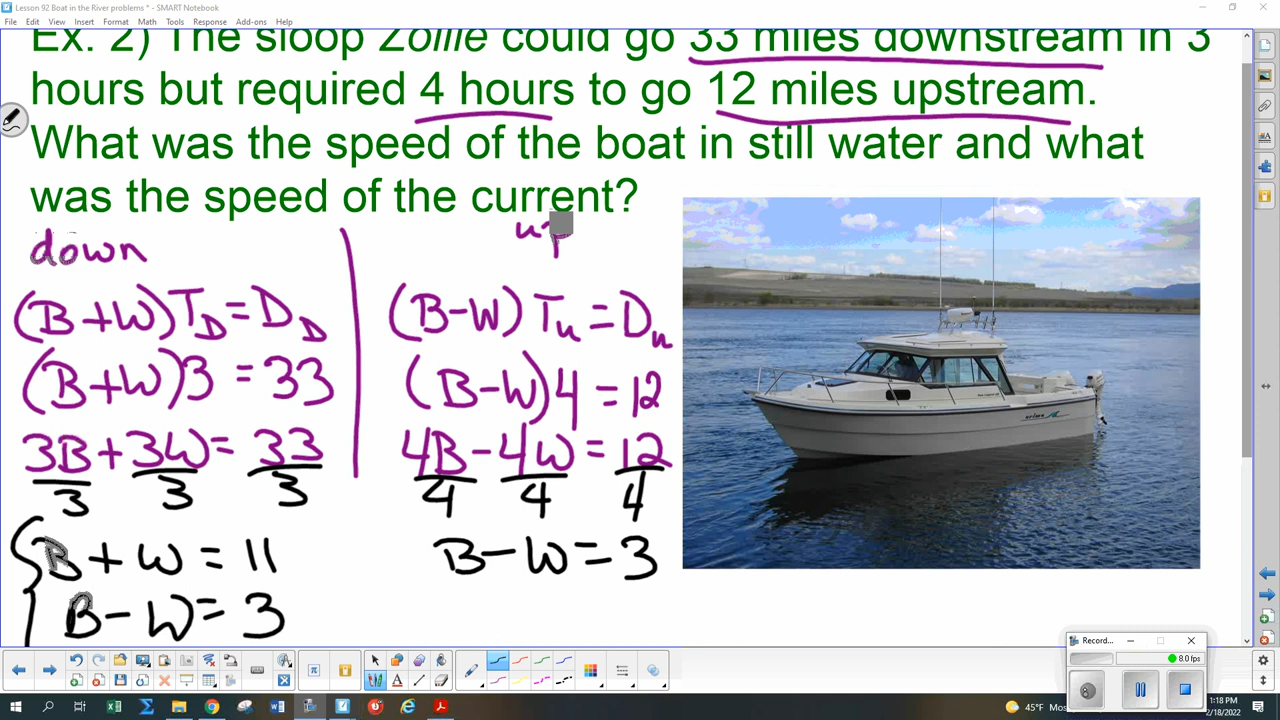 Lesson 92 Boat in the River problems * - SMART Notebook
File Edit View Insert Format Math Tools Response Add-ons Help
Ex. 2) The sloop Zollie could go 33 miles downstream in 3
hours but required 4 hours to go 12 miles upstream.
What was the speed of the boat in still water and what
was the speed of the current?
down
(B+W)T_D=D_D
(B+W)3 = 33
3B+3W=33
3 3 3
B+W=11
B-W=3
up
(B-W)T_u=D_u
(B-W)4=12
4B-4W=12
4 4 4
B-W=3
Record...
8.0 fps
45°F
1:18 PM
2/18/2022